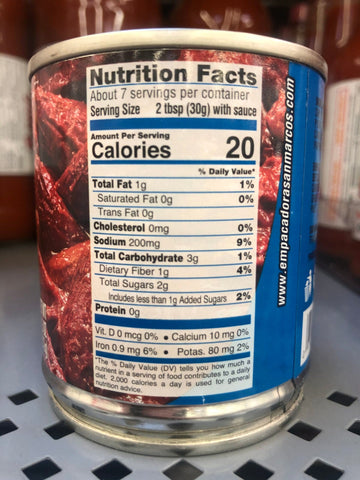 Nutrition Facts
About 7 servings per container
Serving Size 2 tbsp (30g) with sauce
Amount Per Serving
Calories 20
% Daily Value*
Total Fat 1g 1%
Saturated Fat 0g 0%
Trans Fat 0g
Cholesterol 0mg 0%
Sodium 200mg 9%
Total Carbohydrate 3g 1%
Dietary Fiber 1g 4%
Total Sugars 2g
Includes less than 1g Added Sugars 2%
Protein 0g
Vit. D 0 mcg 0% • Calcium 10 mg 0%
Iron 0.9 mg 6% • Potas. 80 mg 2%
*The % Daily Value (DV) tells you how much a
nutrient in a serving of food contributes to a daily
diet. 2,000 calories a day is used for general
nutrition advice.
www.empacadorasanmarcos.com